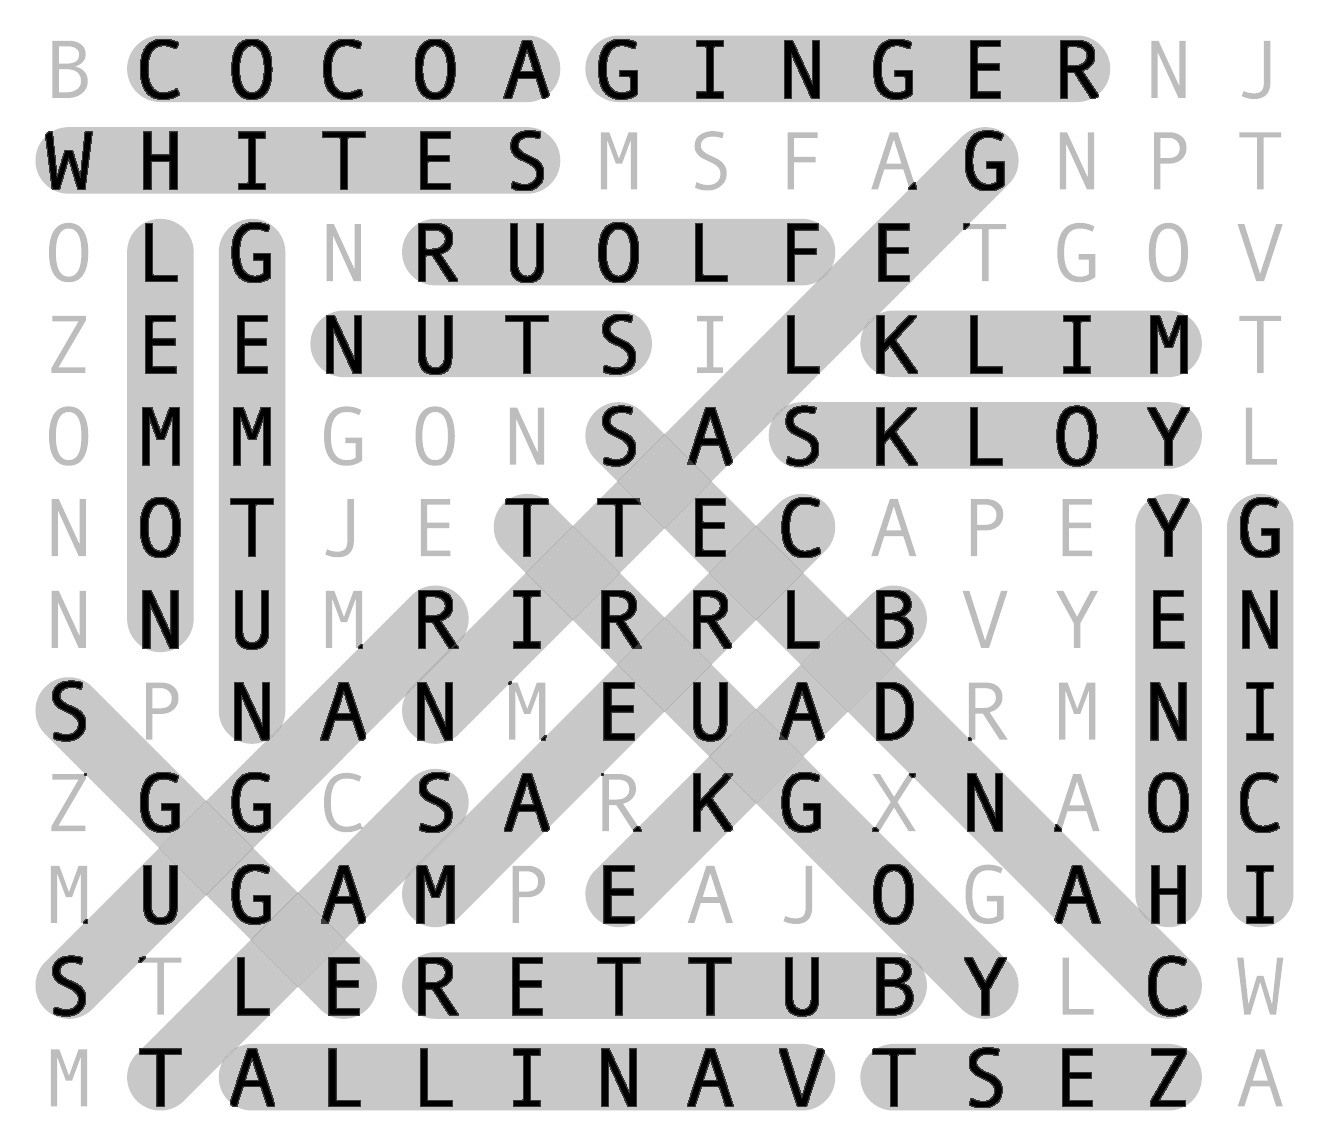 B C O C O A G I N G E R N J
W H I T E S M S F A G N P T
O L G N R U O L F E T G O V
Z E E N U T S I L K L I M T
O M M G O N S A S K L O Y L
N O T J E T T E C A P E Y G
N N U M R I R R L B V Y E N
S P N A N M E U A D R M N I
Z G G C S A R K G X N A O C
M U G A M P E A J O G A H I
S T L E R E T T U B Y L C W
M T A L L I N A V T S E Z A